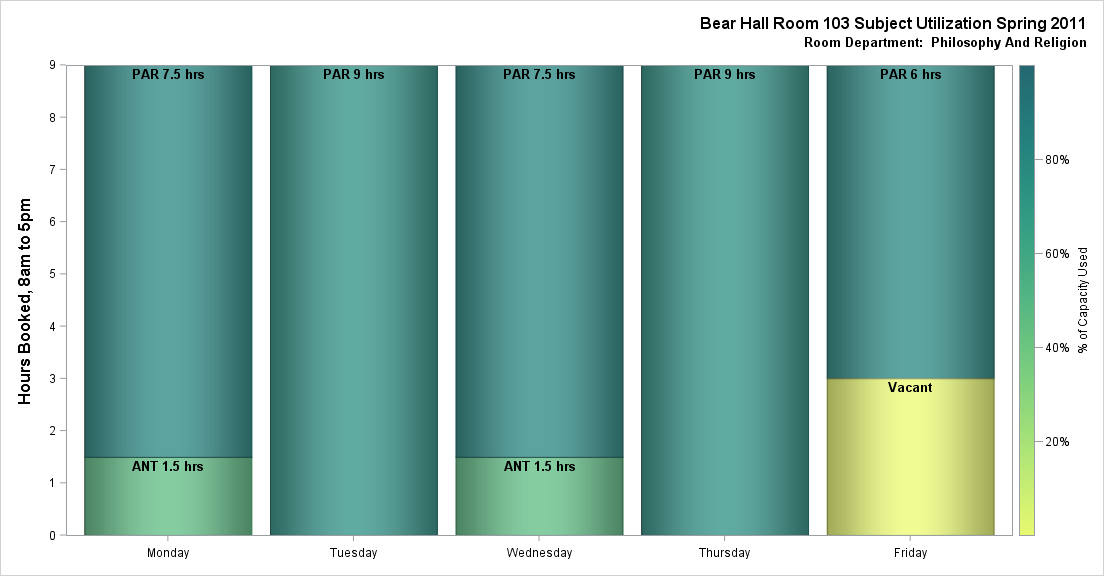 Bear Hall Room 103 Subject Utilization Spring 2011
Room Department:  Philosophy And Religion
Hours Booked, 8am to 5pm
9
8
7
6
5
4
3
2
1
0
PAR 7.5 hrs
PAR 9 hrs
PAR 7.5 hrs
PAR 9 hrs
PAR 6 hrs
Vacant
ANT 1.5 hrs
ANT 1.5 hrs
Monday
Tuesday
Wednesday
Thursday
Friday
80%
60%
40%
20%
% of Capacity Used